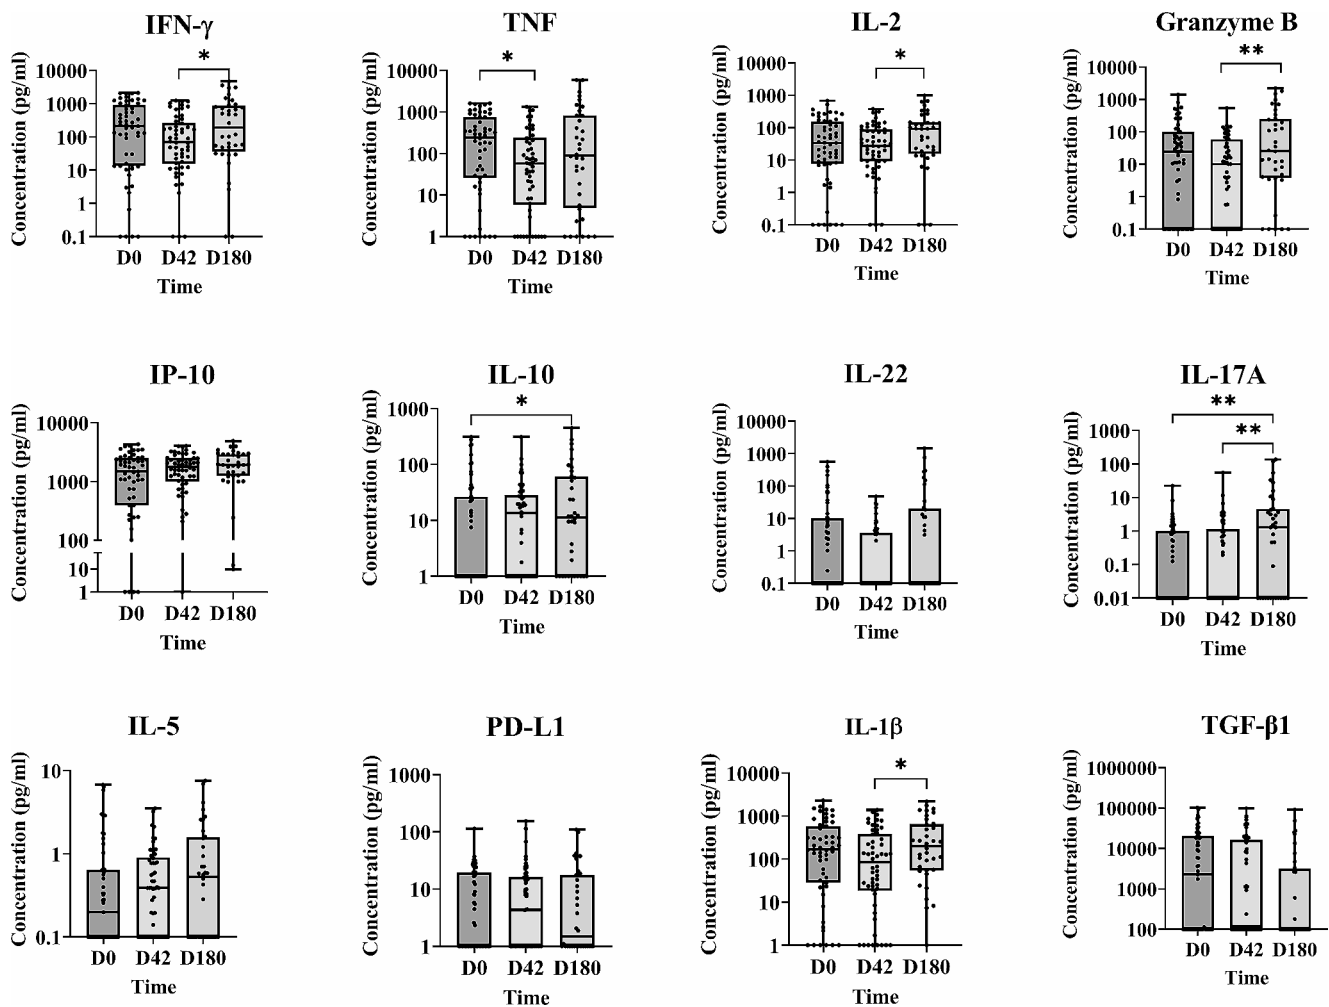 IFN-γ
*
Concentration (pg/ml)
10000
1000
100
10
1
0.1
D0 D42 D180
Time
TNF
*
Concentration (pg/ml)
10000
1000
100
10
1
D0 D42 D180
Time
IL-2
*
Concentration (pg/ml)
10000
1000
100
10
1
0.1
D0 D42 D180
Time
Granzyme B
**
Concentration (pg/ml)
10000
1000
100
10
1
0.1
D0 D42 D180
Time
IP-10
Concentration (pg/ml)
10000
1000
100
10
1
D0 D42 D180
Time
IL-10
*
Concentration (pg/ml)
1000
100
10
1
D0 D42 D180
Time
IL-22
Concentration (pg/ml)
10000
1000
100
10
1
0.1
D0 D42 D180
Time
IL-17A
**
**
Concentration (pg/ml)
1000
100
10
1
0.1
0.01
D0 D42 D180
Time
IL-5
Concentration (pg/ml)
10
1
0.1
D0 D42 D180
Time
PD-L1
Concentration (pg/ml)
1000
100
10
1
D0 D42 D180
Time
IL-1β
*
Concentration (pg/ml)
10000
1000
100
10
1
D0 D42 D180
Time
TGF-β1
Concentration (pg/ml)
1000000
100000
10000
1000
100
D0 D42 D180
Time